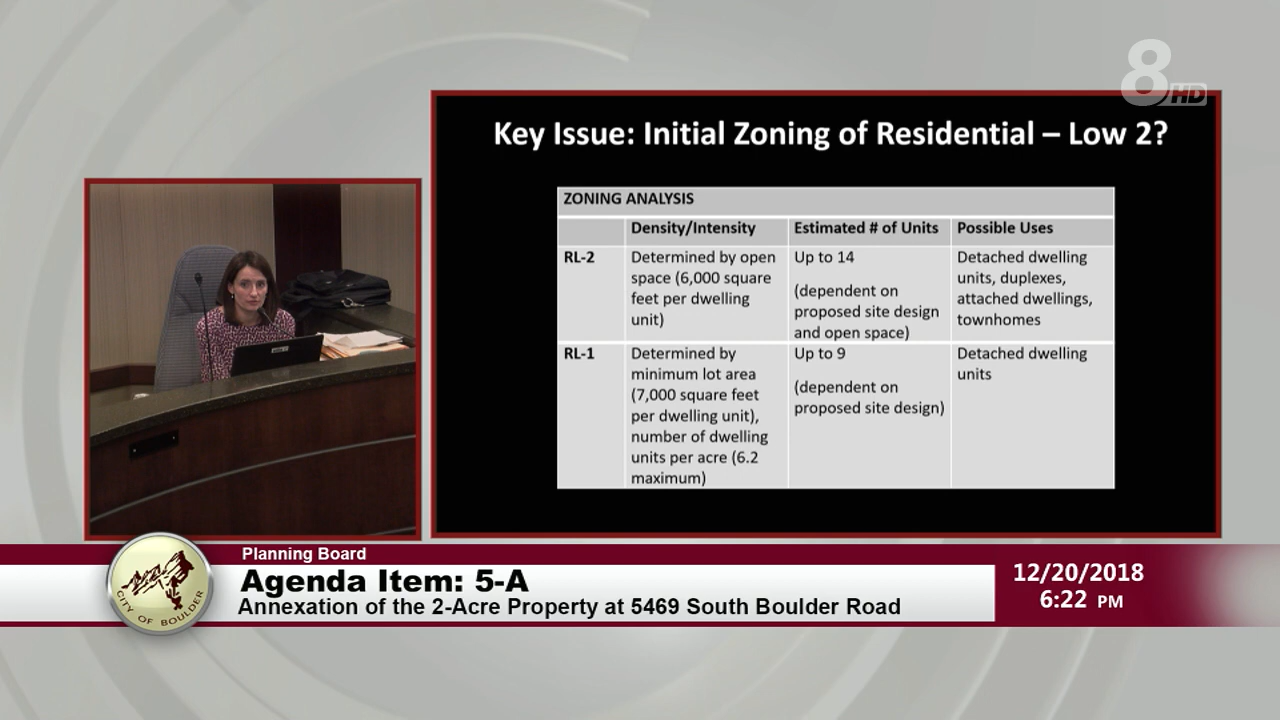 8
HD
Key Issue: Initial Zoning of Residential – Low 2?
ZONING ANALYSIS
Density/Intensity
Estimated # of Units
Possible Uses
RL-2
Determined by open
space (6,000 square
feet per dwelling
unit)
Up to 14
(dependent on
proposed site design
and open space)
Detached dwelling
units, duplexes,
attached dwellings,
townhomes
RL-1
Determined by
minimum lot area
(7,000 square feet
per dwelling unit),
number of dwelling
units per acre (6.2
maximum)
Up to 9
(dependent on
proposed site design)
Detached dwelling
units
Planning Board
Agenda Item: 5-A
Annexation of the 2-Acre Property at 5469 South Boulder Road
12/20/2018
6:22 PM
CITY OF BOULDER